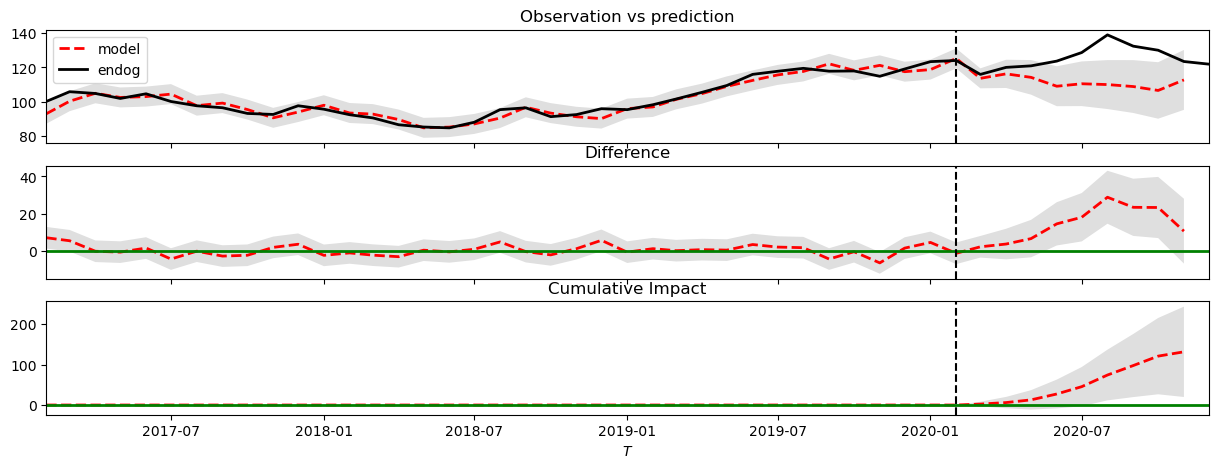 Observation vs prediction
140
120
100
80
model
endog
Difference
40
20
0
Cumulative Impact
200
100
0
2017-07 2018-01 2018-07 2019-01 2019-07 2020-01 2020-07
T